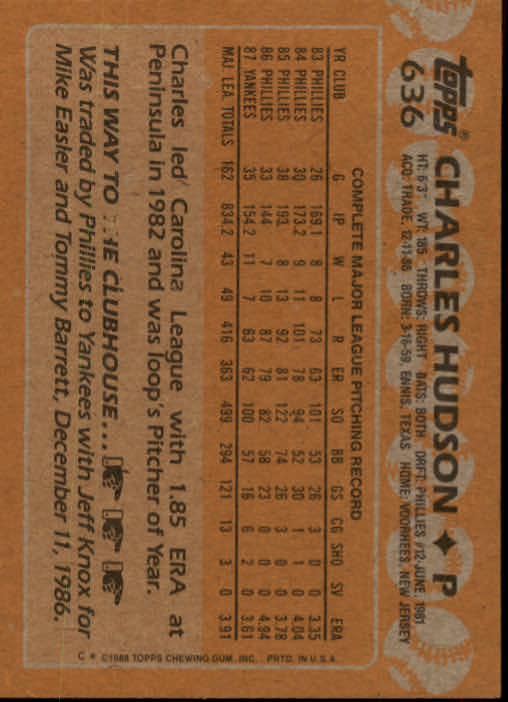 topps® CHARLES HUDSON P
636 HT: 6'3" WT: 185 THROWS: RIGHT BATS: BOTH DRFT: PHILLIES #12-JUNE, 1981
ACQ: TRADE, 12-11-86 BORN: 3-16-59, ENNIS, TEXAS HOME: VOORHEES, NEW JERSEY
COMPLETE MAJOR LEAGUE PITCHING RECORD
YR CLUB G IP W L R ER SO BB GS CG SHO SV ERA
83 PHILLIES 26 169.1 8 8 73 63 101 53 26 3 0 0 3.35
84 PHILLIES 30 173.2 9 11 101 78 94 52 30 1 1 0 4.04
85 PHILLIES 38 193 8 13 92 81 122 74 26 3 0 0 3.78
86 PHILLIES 33 144 7 10 87 79 82 58 23 0 0 0 4.94
87 YANKEES 35 154.2 11 7 63 62 100 57 16 6 2 0 3.61
MAJ. LEA. TOTALS 162 834.2 43 49 416 363 499 294 121 13 3 0 3.91
Charles led Carolina League with 1.85 ERA at
Peninsula in 1982 and was loop's Pitcher of Year.
THIS WAY TO THE CLUBHOUSE...
Was traded by Phillies to Yankees with Jeff Knox for
Mike Easler and Tommy Barrett, December 11, 1986.
C * ©1988 TOPPS CHEWING GUM, INC. PRTD. IN U.S.A.